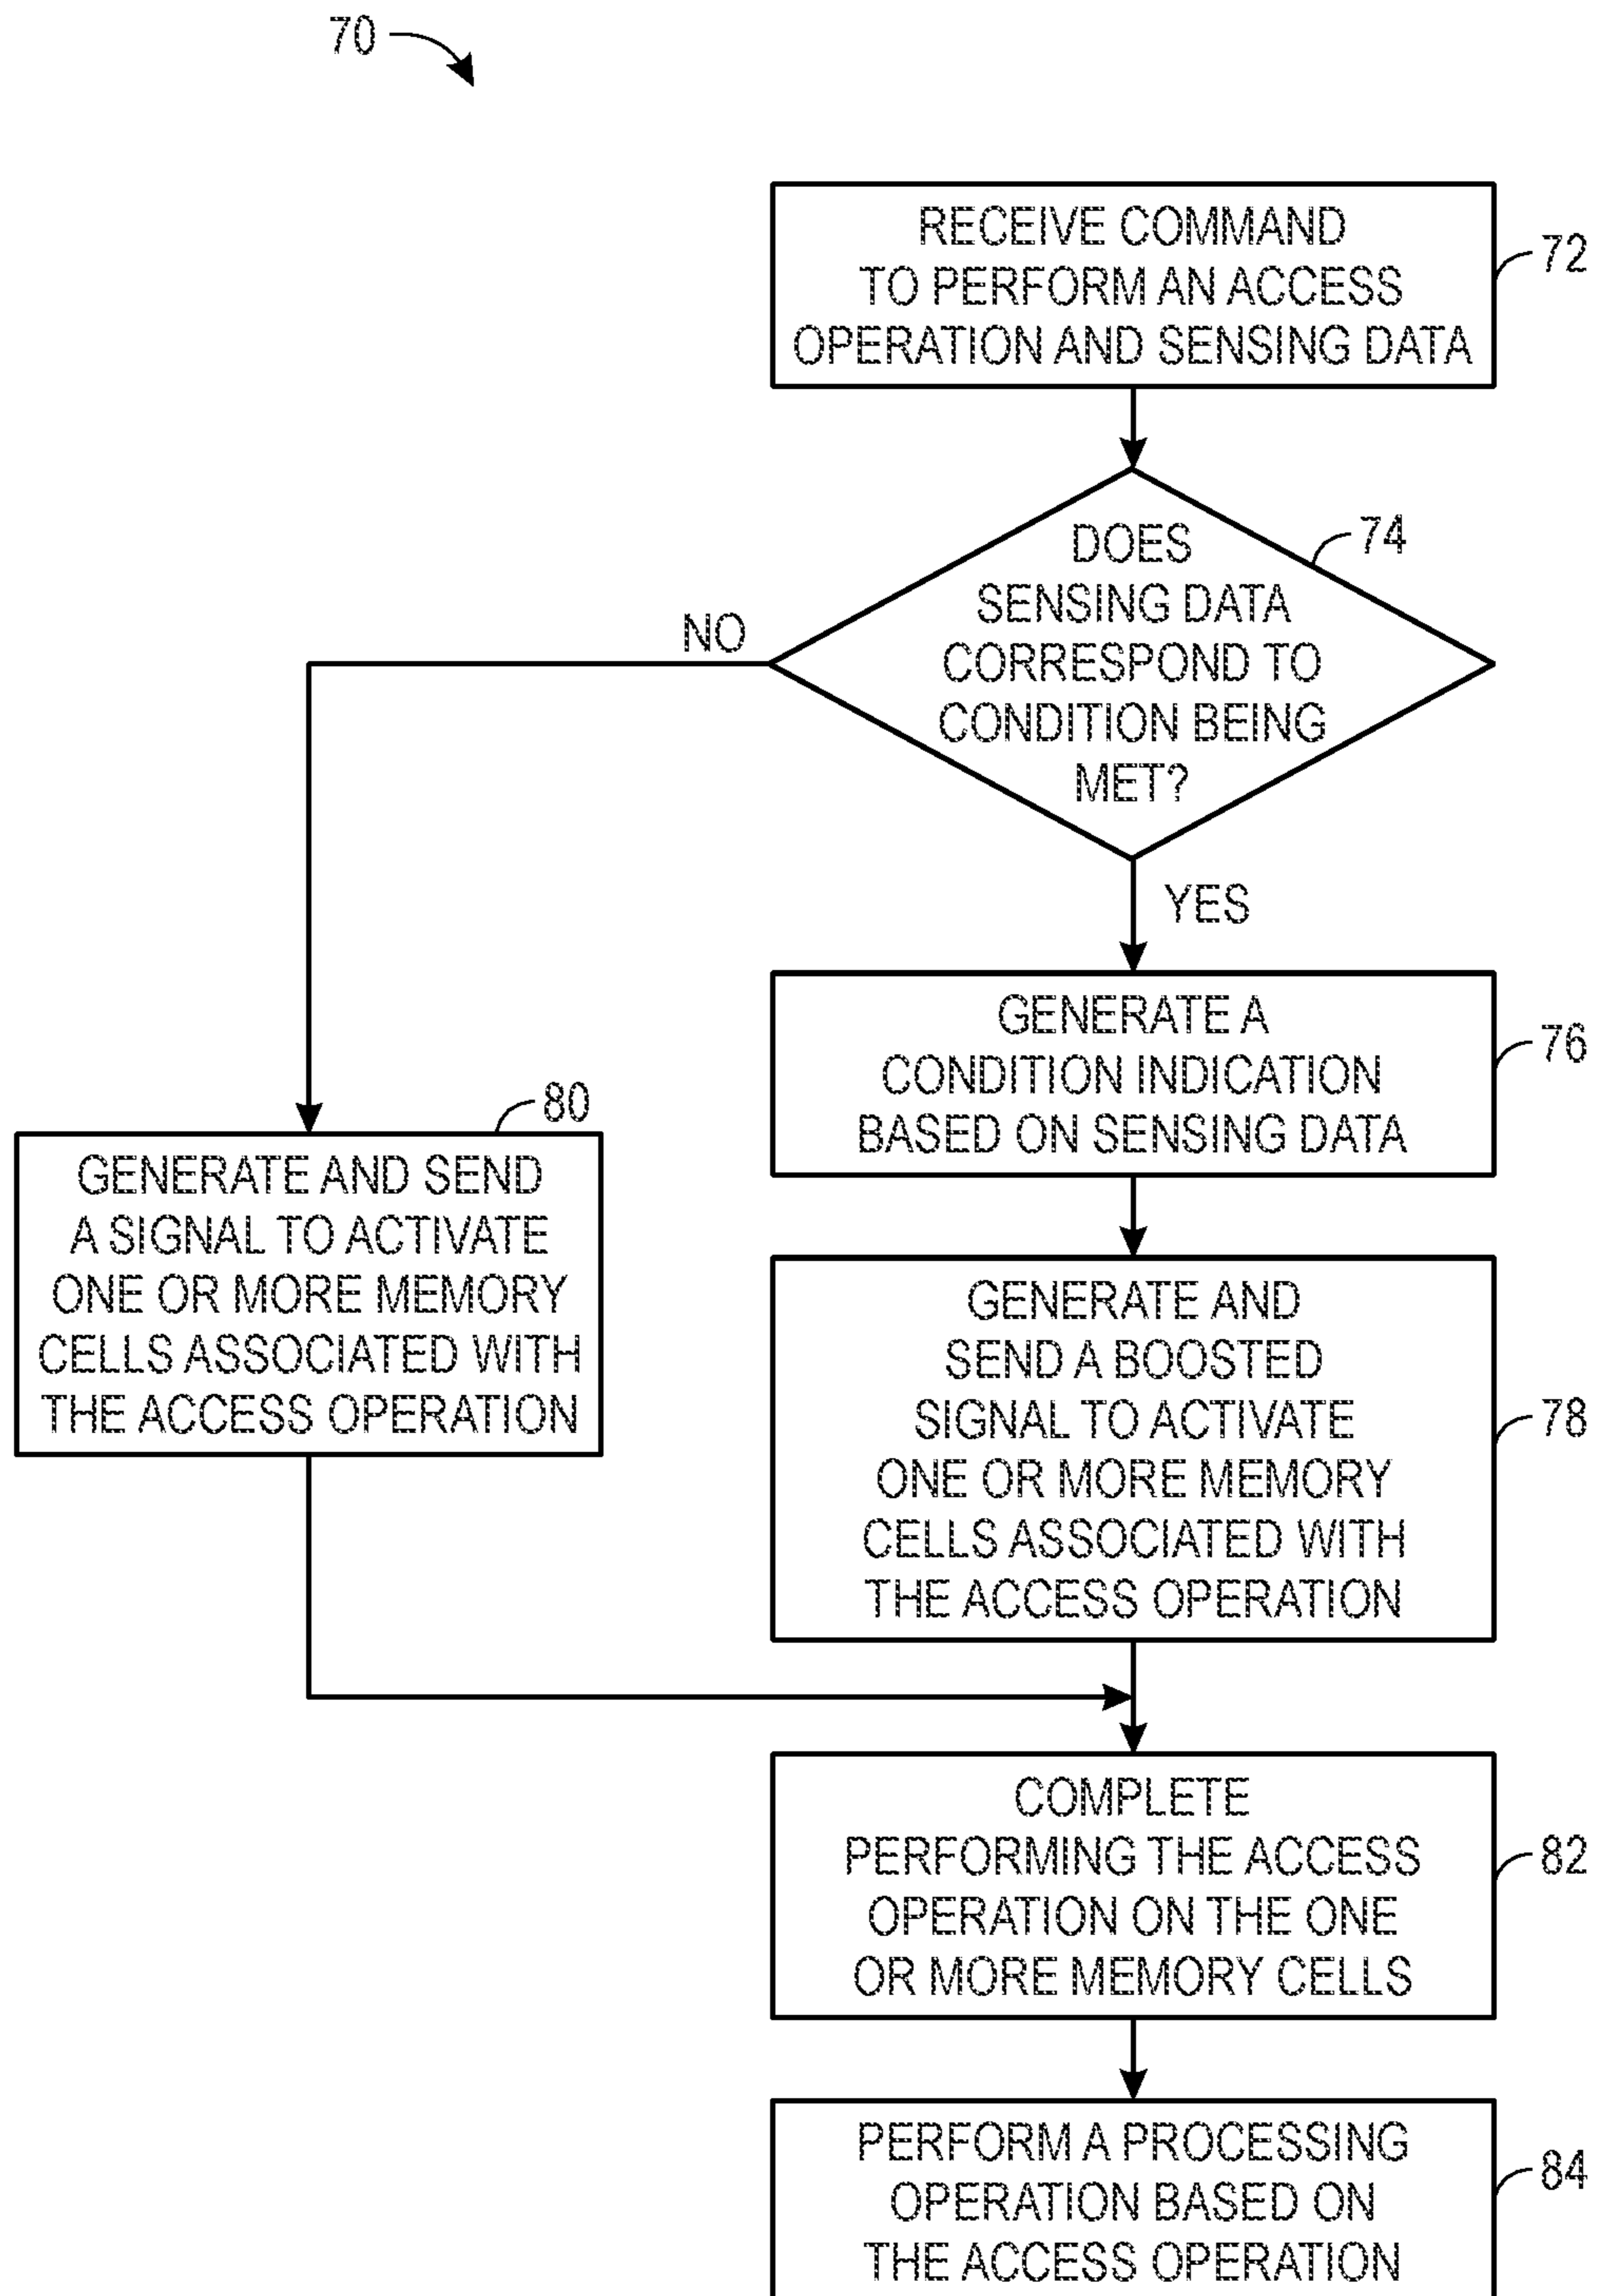 70
RECEIVE COMMAND
TO PERFORM AN ACCESS
OPERATION AND SENSING DATA
72
DOES
SENSING DATA
CORRESPOND TO
CONDITION BEING
MET?
74
NO
YES
GENERATE A
CONDITION INDICATION
BASED ON SENSING DATA
76
80
GENERATE AND SEND
A SIGNAL TO ACTIVATE
ONE OR MORE MEMORY
CELLS ASSOCIATED WITH
THE ACCESS OPERATION
GENERATE AND
SEND A BOOSTED
SIGNAL TO ACTIVATE
ONE OR MORE MEMORY
CELLS ASSOCIATED WITH
THE ACCESS OPERATION
78
COMPLETE
PERFORMING THE ACCESS
OPERATION ON THE ONE
OR MORE MEMORY CELLS
82
PERFORM A PROCESSING
OPERATION BASED ON
THE ACCESS OPERATION
84